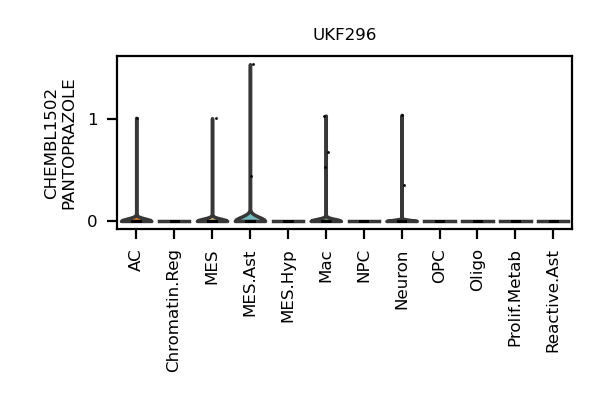 UKF296
CHEMBL1502
PANTOPRAZOLE
1
0
AC
Chromatin.Reg
MES
MES.Ast
MES.Hyp
Mac
NPC
Neuron
OPC
Oligo
Prolif.Metab
Reactive.Ast